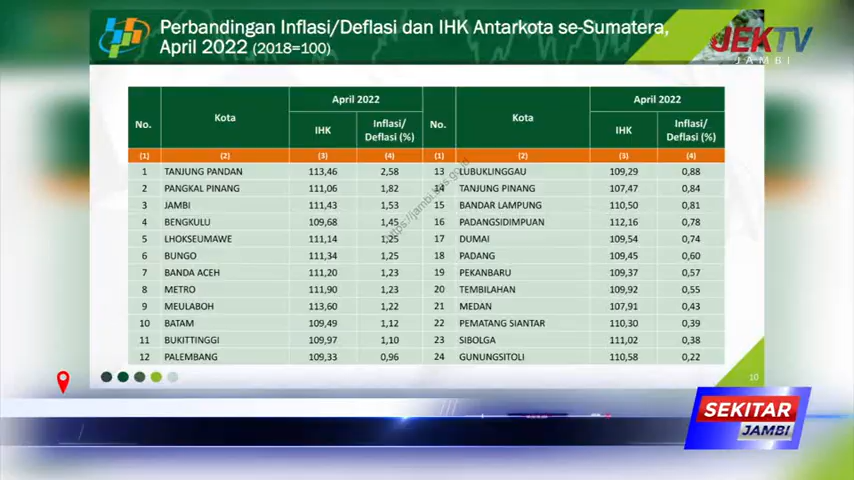 Perbandingan Inflasi/Deflasi dan IHK Antarkota se-Sumatera,
April 2022 (2018=100)
JEKTV
JAMBI
No. Kota April 2022 No. Kota April 2022
IHK Inflasi/Deflasi (%) IHK Inflasi/Deflasi (%)
(1) (2) (3) (4) (1) (2) (3) (4)
1 TANJUNG PANDAN 113,46 2,58 13 LUBUKLINGGAU 109,29 0,88
2 PANGKAL PINANG 111,06 1,82 14 TANJUNG PINANG 107,47 0,84
3 JAMBI 111,43 1,53 15 BANDAR LAMPUNG 110,50 0,81
4 BENGKULU 109,68 1,45 16 PADANGSIDIMPUAN 112,16 0,78
5 LHOKSEUMAWE 111,14 1,25 17 DUMAI 109,54 0,74
6 BUNGO 111,34 1,25 18 PADANG 109,45 0,60
7 BANDA ACEH 111,20 1,23 19 PEKANBARU 109,37 0,57
8 METRO 111,90 1,23 20 TEMBILAHAN 109,92 0,55
9 MEULABOH 113,60 1,22 21 MEDAN 107,91 0,43
10 BATAM 109,49 1,12 22 PEMATANG SIANTAR 110,30 0,39
11 BUKITTINGGI 109,97 1,10 23 SIBOLGA 111,02 0,38
12 PALEMBANG 109,33 0,96 24 GUNUNGSITOLI 110,58 0,22
10
SEKITAR
JAMBI